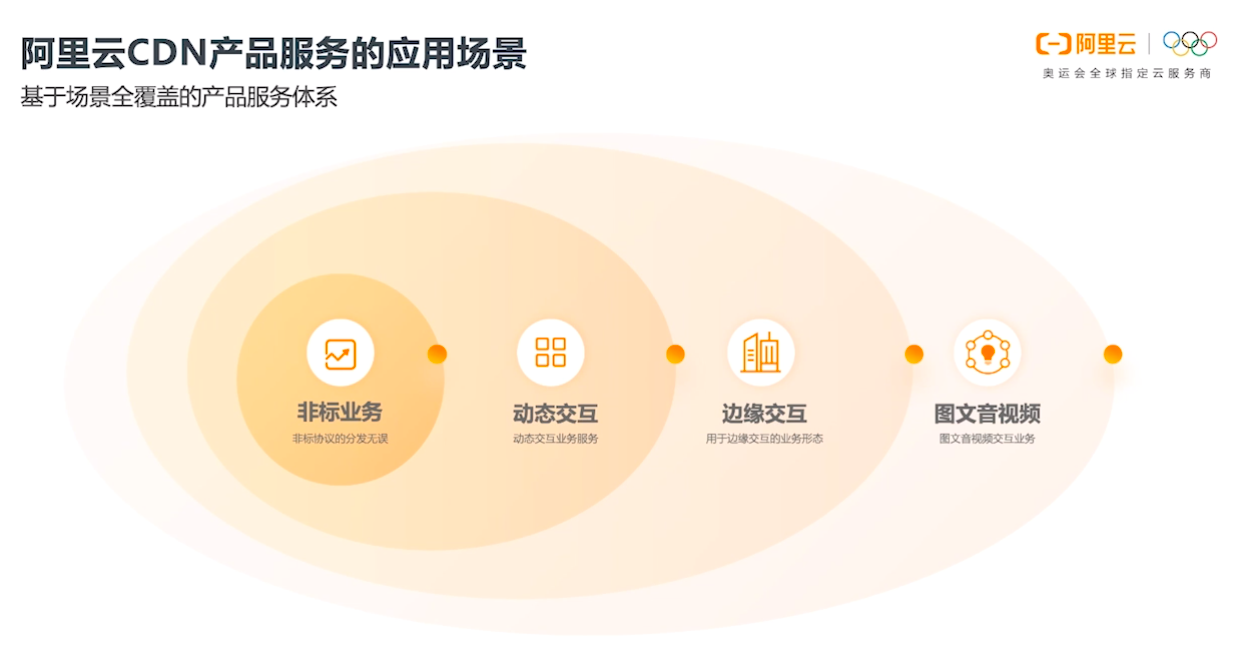 阿里云CDN产品服务的应用场景
基于场景全覆盖的产品服务体系
阿里云
奥运会全球指定云服务商
非标业务
非标协议的分发无误
动态交互
动态交互业务服务
边缘交互
用于边缘交互的业务形态
图文音视频
图文音视频交互业务